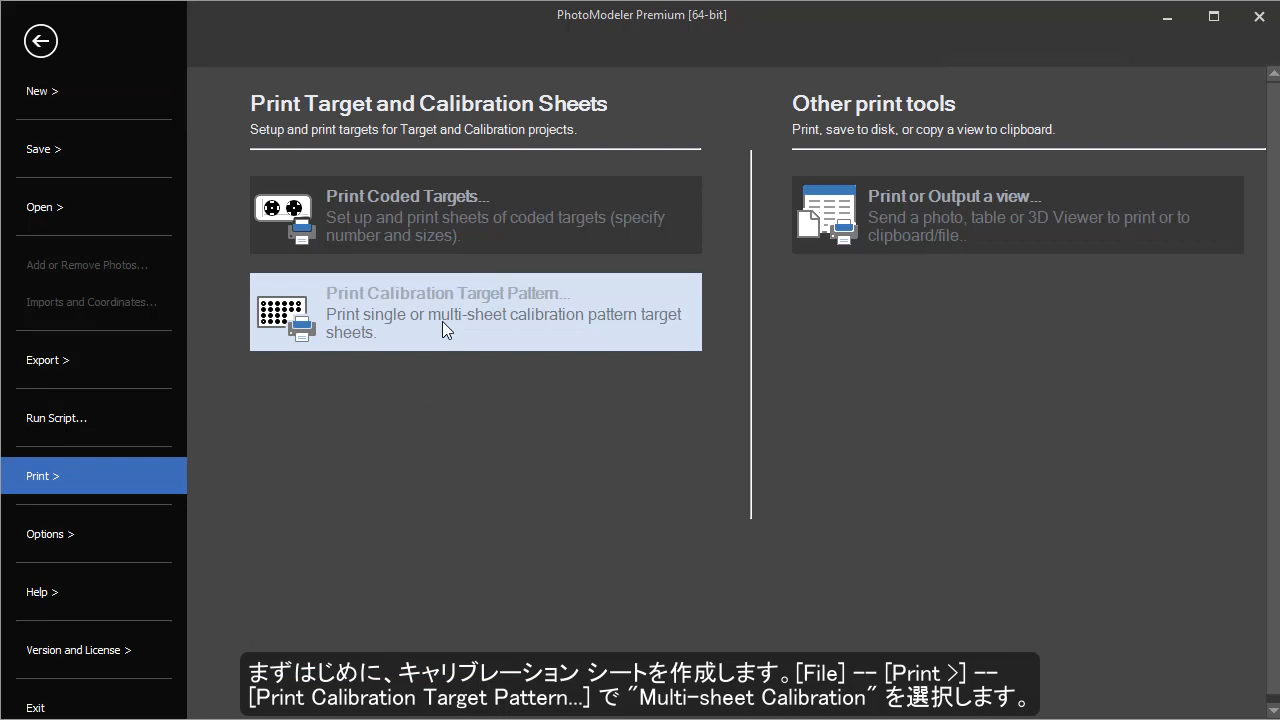 PhotoModeler Premium [64-bit]
New >
Save >
Open >
Add or Remove Photos...
Imports and Coordinates...
Export >
Run Script...
Print >
Options >
Help >
Version and License >
Exit
Print Target and Calibration Sheets
Setup and print targets for Target and Calibration projects.
Print Coded Targets...
Set up and print sheets of coded targets (specify
number and sizes).
Print Calibration Target Pattern...
Print single or multi-sheet calibration pattern target
sheets.
Other print tools
Print, save to disk, or copy a view to clipboard.
Print or Output a view...
Send a photo, table or 3D Viewer to print or to
clipboard/file..
まずはじめに、キャリブレーション シートを作成します。[File] -- [Print >] --
[Print Calibration Target Pattern...] で "Multi-sheet Calibration" を選択します。